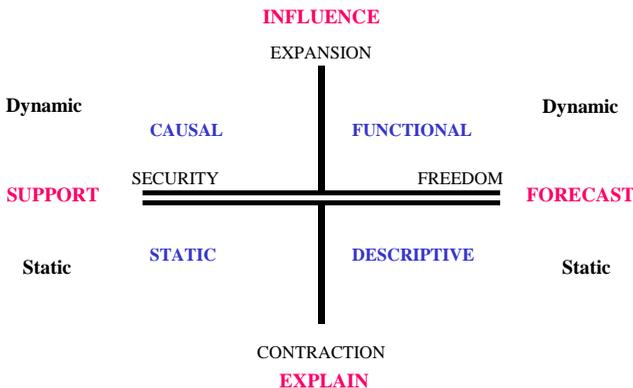 INFLUENCE
EXPANSION
Dynamic
Dynamic
CAUSAL
FUNCTIONAL
SECURITY
FREEDOM
SUPPORT
FORECAST
STATIC
DESCRIPTIVE
Static
Static
CONTRACTION
EXPLAIN